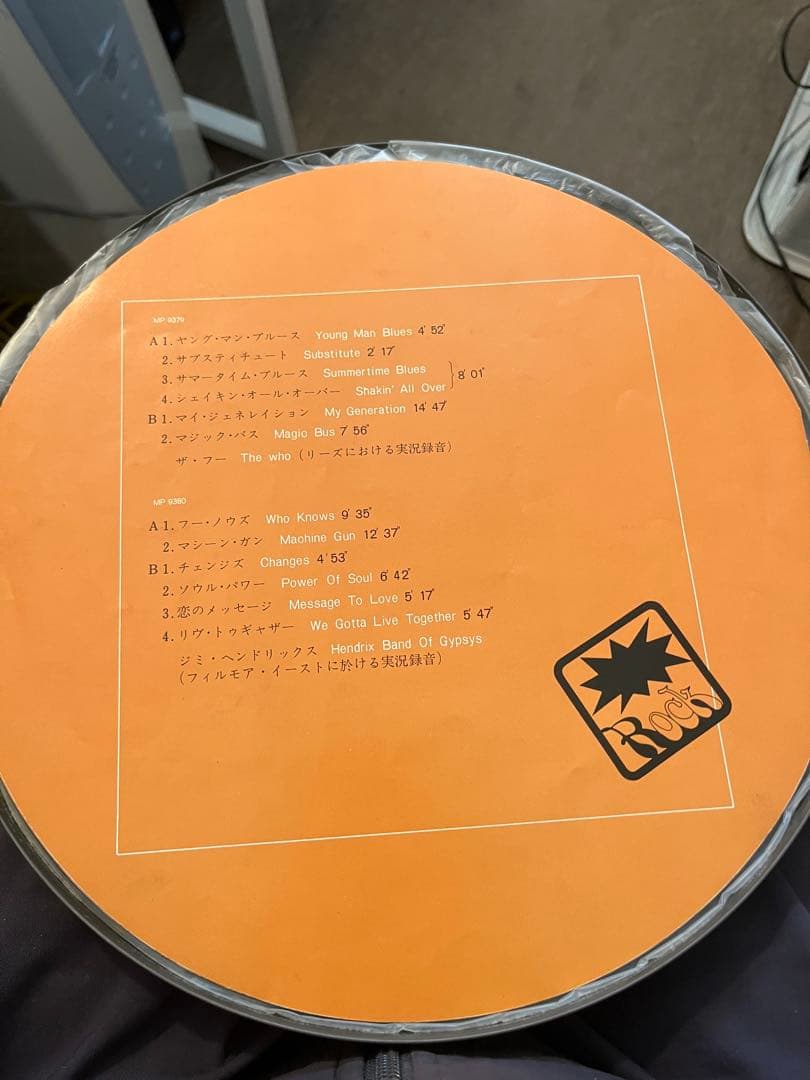 MP 9379
A 1. ヤング・マン・ブルース Young Man Blues 4′52″
2. サブスティチュート Substitute 2′17″
3. サマータイム・ブルース Summertime Blues
4. シェイキン・オール・オーバー Shakin' All Over } 8′01″
B 1. マイ・ジェネレイション My Generation 14′47″
2. マジック・バス Magic Bus 7′56″
ザ・フー The who (リーズにおける実況録音)
MP 9380
A 1. フー・ノウズ Who Knows 9′35″
2. マシーン・ガン Machine Gun 12′37″
B 1. チェンジズ Changes 4′53″
2. ソウル・パワー Power Of Soul 6′42″
3. 恋のメッセージ Message To Love 5′17″
4. リヴ・トゥギャザー We Gotta Live Together 5′47″
ジミ・ヘンドリックス Hendrix Band Of Gypsys
(フィルモア・イーストに於ける実況録音)
Rock